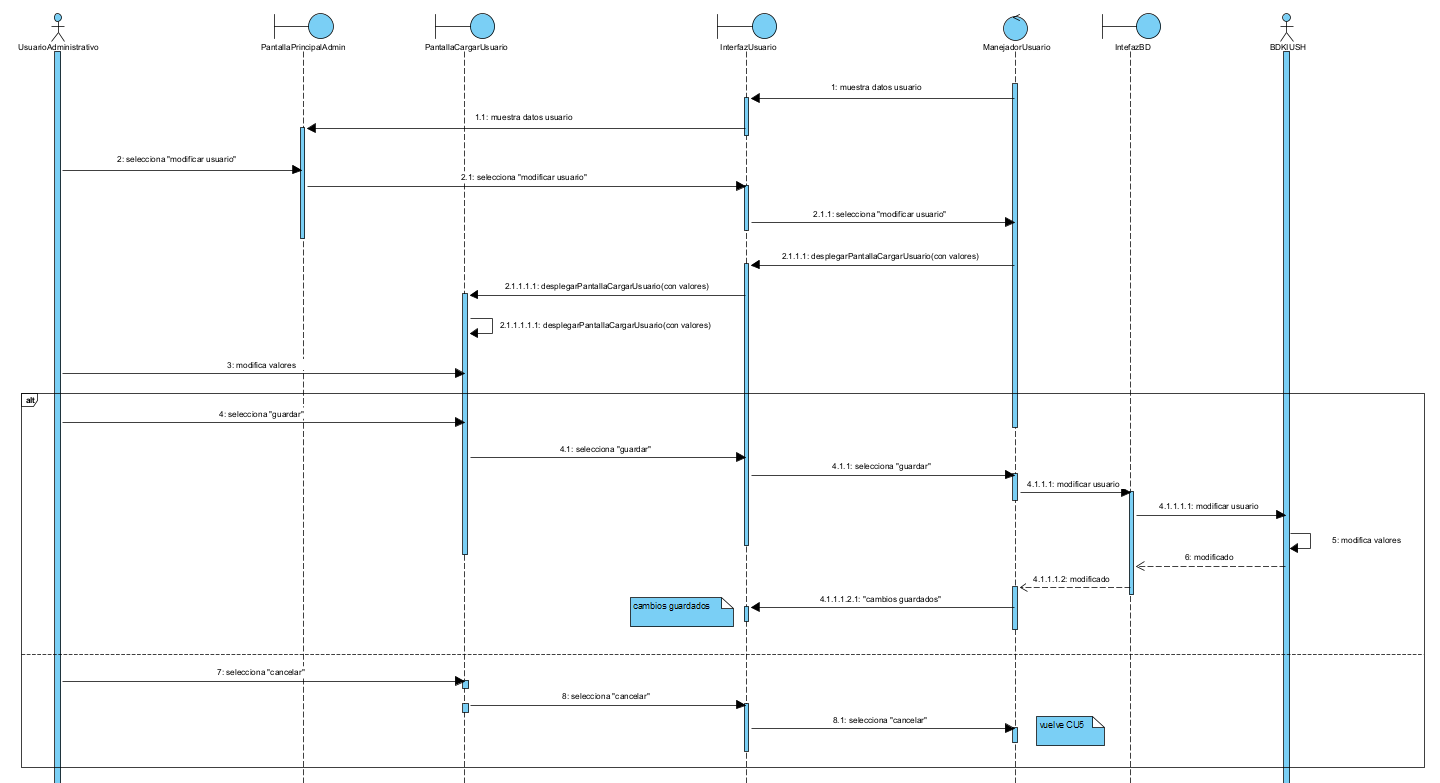 UsuarioAdministrativo
PantallaPrincipalAdmin
PantallaCargarUsuario
InterfazUsuario
ManejadorUsuario
IntefazBD
BDKIUSH
1: muestra datos usuario
1.1: muestra datos usuario
2: selecciona "modificar usuario"
2.1: selecciona "modificar usuario"
2.1.1: selecciona "modificar usuario"
2.1.1.1: desplegarPantallaCargarUsuario(con valores)
2.1.1.1.1: desplegarPantallaCargarUsuario(con valores)
2.1.1.1.1.1: desplegarPantallaCargarUsuario(con valores)
3: modifica valores
alt
4: selecciona "guardar"
4.1: selecciona "guardar"
4.1.1: selecciona "guardar"
4.1.1.1: modificar usuario
4.1.1.1.1: modificar usuario
5: modifica valores
6: modificado
4.1.1.1.2: modificado
4.1.1.1.2.1: "cambios guardados"
cambios guardados
7: selecciona "cancelar"
8: selecciona "cancelar"
8.1: selecciona "cancelar"
vuelve CU5